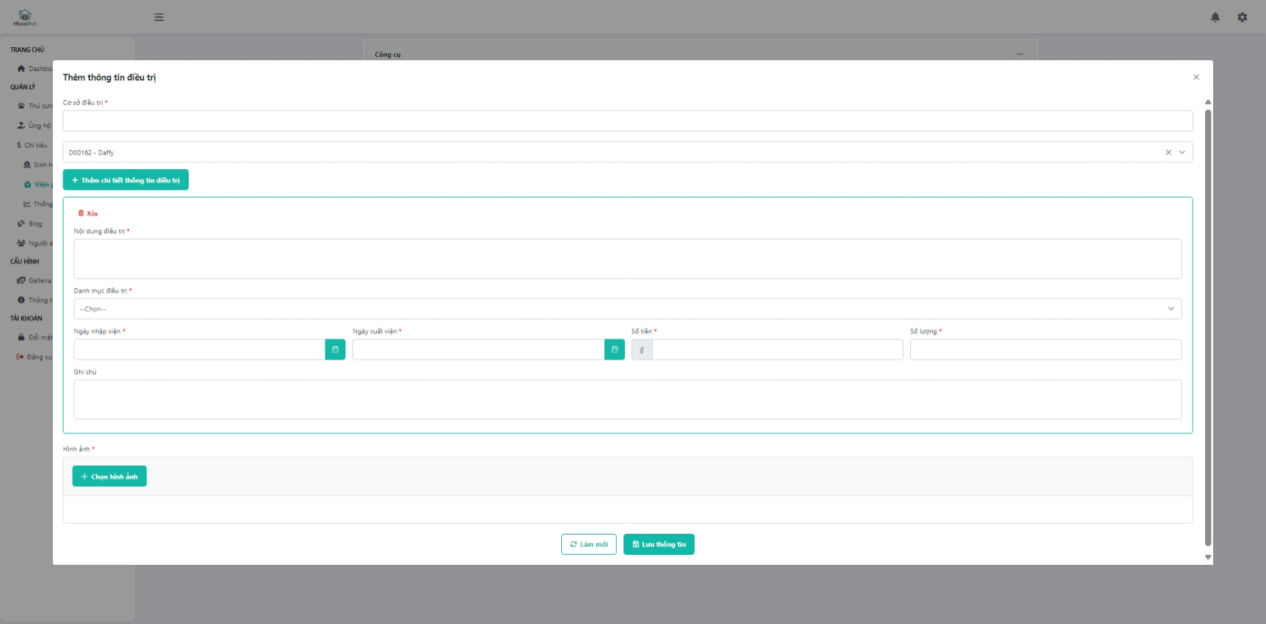 HKawPet
Công cụ
TRANG CHỦ
Dashboa
QUẢN LÝ
Thú cưn
Ủng hộ
Chi tiêu
Sinh h
Viện p
Thống
Blog
Người d
CẤU HÌNH
Galleria
Thông t
TÀI KHOẢN
Đổi mật
Đăng xu
Thêm thông tin điều trị
Cơ sở điều trị *
D00162 - Daffy
+ Thêm chi tiết thông tin điều trị
Xóa
Nội dung điều trị *
Danh mục điều trị *
--Chọn--
Ngày nhập viện *
Ngày xuất viện *
Số tiền *
Số lượng *
đ
Ghi chú
Hình ảnh *
+ Chọn hình ảnh
Làm mới
Lưu thông tin